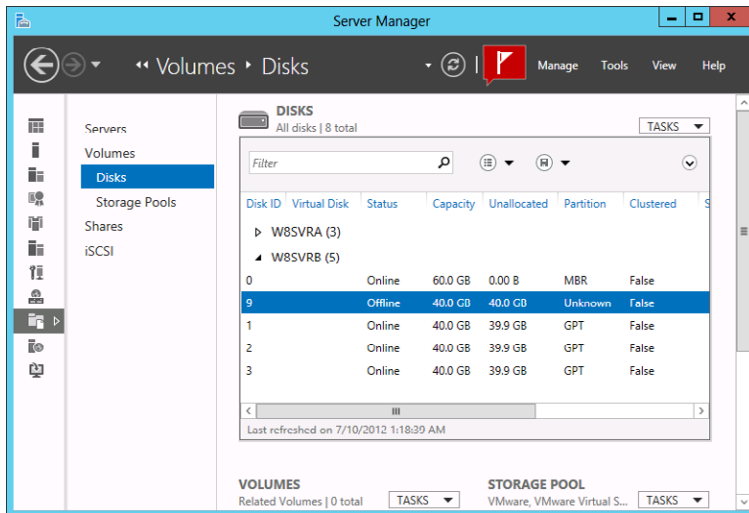 Server Manager
Volumes Disks
Manage Tools View Help
Servers
Volumes
Disks
Storage Pools
Shares
iSCSI
DISKS
All disks | 8 total
TASKS
Filter
Disk ID Virtual Disk Status Capacity Unallocated Partition Clustered S
W8SVRA (3)
W8SVRB (5)
0 Online 60.0 GB 0.00 B MBR False
9 Offline 40.0 GB 40.0 GB Unknown False
1 Online 40.0 GB 39.9 GB GPT False
2 Online 40.0 GB 39.9 GB GPT False
3 Online 40.0 GB 39.9 GB GPT False
Last refreshed on 7/10/2012 1:18:39 AM
VOLUMES
Related Volumes | 0 total
TASKS
STORAGE POOL
VMware, VMware Virtual S...
TASKS